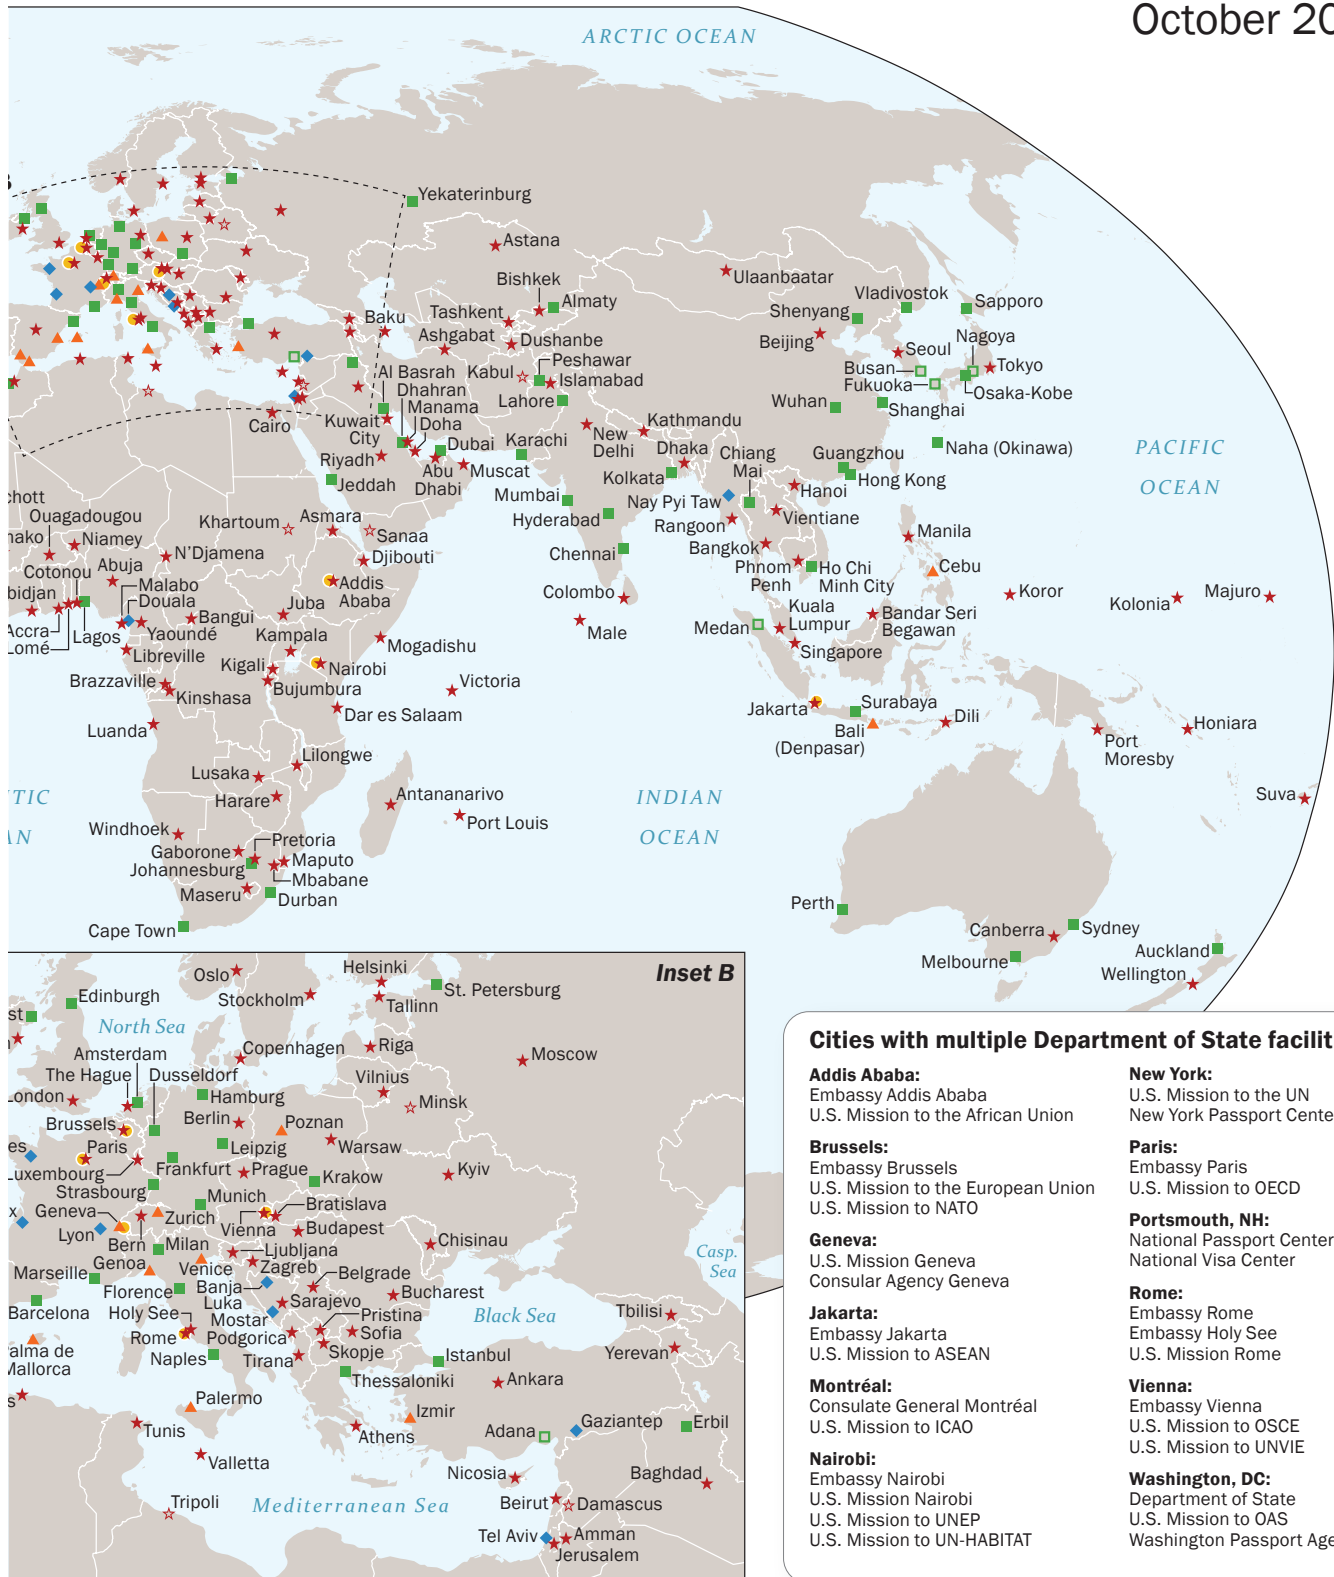 October 20
ARCTIC OCEAN
Yekaterinburg
Astana
Bishkek
Ulaanbaatar
Almaty
Vladivostok
Sapporo
Tashkent
Shenyang
Baku
Nagoya
Ashgabat
Dushanbe
Beijing
Seoul
Tokyo
Peshawar
Al Basrah
Kabul
Islamabad
Busan
Fukuoka
Osaka-Kobe
Dhahran
Manama
Lahore
Wuhan
Shanghai
Cairo
Kuwait
City
Doha
Kathmandu
New
Delhi
Dubai
Karachi
Dhaka
Chiang
Mai
Naha (Okinawa)
PACIFIC
OCEAN
Riyadh
Abu
Dhabi
Muscat
Guangzhou
Hong Kong
Jeddah
Kolkata
Hanoi
Mumbai
Nay Pyi Taw
Ouagadougou
Khartoum
Asmara
Hyderabad
Rangoon
Vientiane
Niamey
Sanaa
Manila
N'Djamena
Djibouti
Chennai
Bangkok
Phnom
Penh
Ho Chi
Minh City
Cebu
Cotonou
Abuja
Malabo
Addis
Ababa
Colombo
Koror
Kolonia
Majuro
Douala
Juba
Kuala
Lumpur
Bandar Seri
Begawan
Accra
Lomé
Lagos
Yaoundé
Bangui
Kampala
Mogadishu
Male
Medan
Singapore
Libreville
Kigali
Nairobi
Brazzaville
Kinshasa
Bujumbura
Victoria
Dar es Salaam
Jakarta
Surabaya
Bali
(Denpasar)
Dili
Port
Moresby
Honiara
Luanda
Lilongwe
Lusaka
Harare
Antananarivo
Port Louis
INDIAN
OCEAN
Suva
Windhoek
Pretoria
Gaborone
Johannesburg
Maputo
Mbabane
Maseru
Durban
Cape Town
Perth
Canberra
Sydney
Melbourne
Auckland
Wellington
Inset B
Oslo
Helsinki
Stockholm
Tallinn
St. Petersburg
Edinburgh
North Sea
Amsterdam
Copenhagen
Riga
Moscow
The Hague
Dusseldorf
Vilnius
London
Hamburg
Minsk
Brussels
Berlin
Poznan
Paris
Leipzig
Warsaw
Luxembourg
Frankfurt
Prague
Krakow
Kyiv
Strasbourg
Munich
Bratislava
Geneva
Zurich
Vienna
Budapest
Lyon
Bern
Milan
Ljubljana
Chisinau
Casp.
Sea
Genoa
Venice
Zagreb
Marseille
Banja
Luka
Belgrade
Florence
Sarajevo
Bucharest
Barcelona
Holy See
Mostar
Pristina
Black Sea
Tbilisi
Rome
Podgorica
Sofia
Palma de
Mallorca
Naples
Tirana
Skopje
Istanbul
Yerevan
Thessaloniki
Ankara
Palermo
Izmir
Tunis
Athens
Adana
Gaziantep
Erbil
Valletta
Nicosia
Baghdad
Tripoli
Mediterranean Sea
Beirut
Damascus
Tel Aviv
Amman
Jerusalem
Cities with multiple Department of State facilit
Addis Ababa:
Embassy Addis Ababa
U.S. Mission to the African Union
Brussels:
Embassy Brussels
U.S. Mission to the European Union
U.S. Mission to NATO
Geneva:
U.S. Mission Geneva
Consular Agency Geneva
Jakarta:
Embassy Jakarta
U.S. Mission to ASEAN
Montréal:
Consulate General Montréal
U.S. Mission to ICAO
Nairobi:
Embassy Nairobi
U.S. Mission Nairobi
U.S. Mission to UNEP
U.S. Mission to UN-HABITAT
New York:
U.S. Mission to the UN
New York Passport Cente
Paris:
Embassy Paris
U.S. Mission to OECD
Portsmouth, NH:
National Passport Center
National Visa Center
Rome:
Embassy Rome
Embassy Holy See
U.S. Mission Rome
Vienna:
Embassy Vienna
U.S. Mission to OSCE
U.S. Mission to UNVIE
Washington, DC:
Department of State
U.S. Mission to OAS
Washington Passport Age